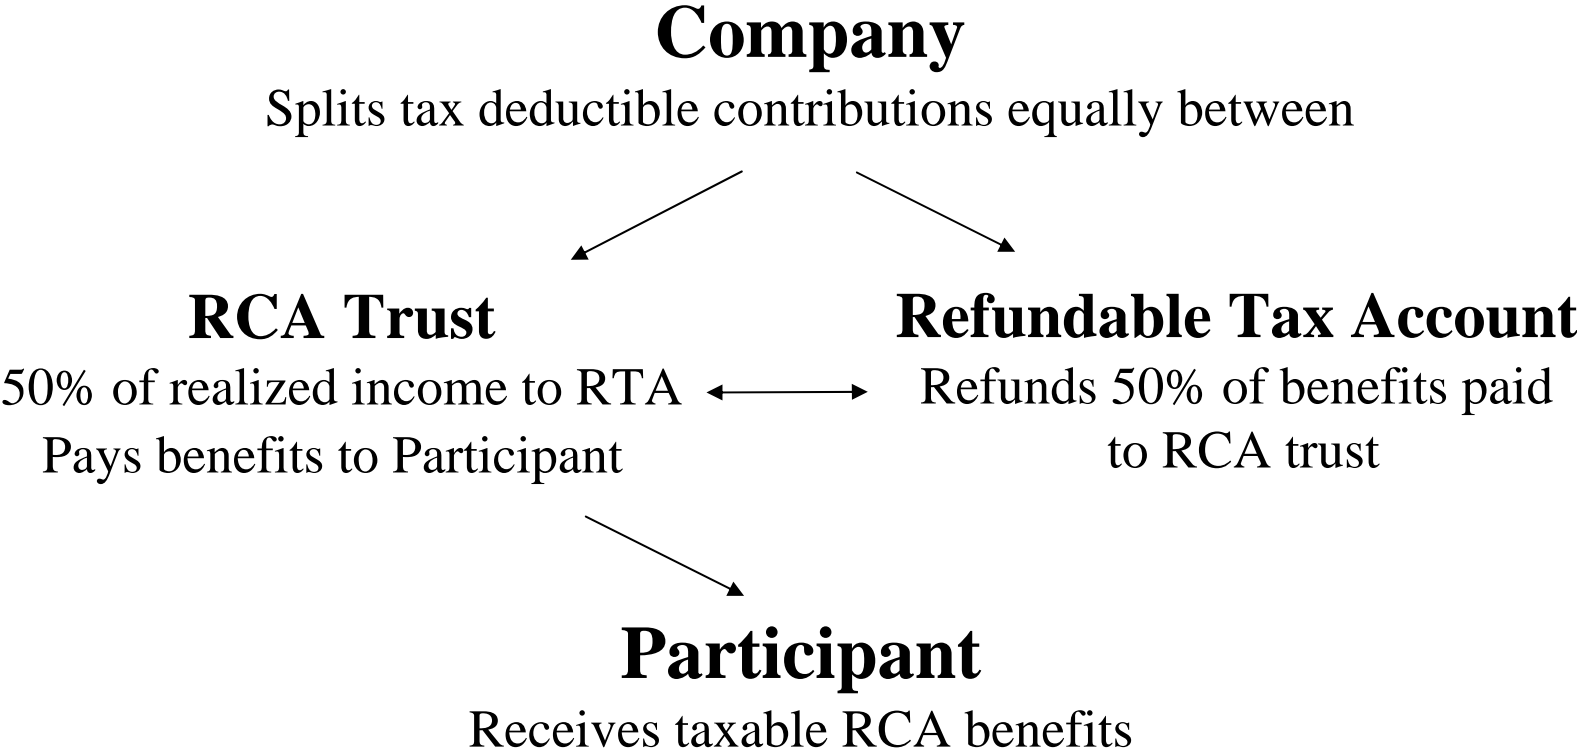 Company
Splits tax deductible contributions equally between
RCA Trust
50% of realized income to RTA
Pays benefits to Participant
Refundable Tax Account
Refunds 50% of benefits paid
to RCA trust
Participant
Receives taxable RCA benefits